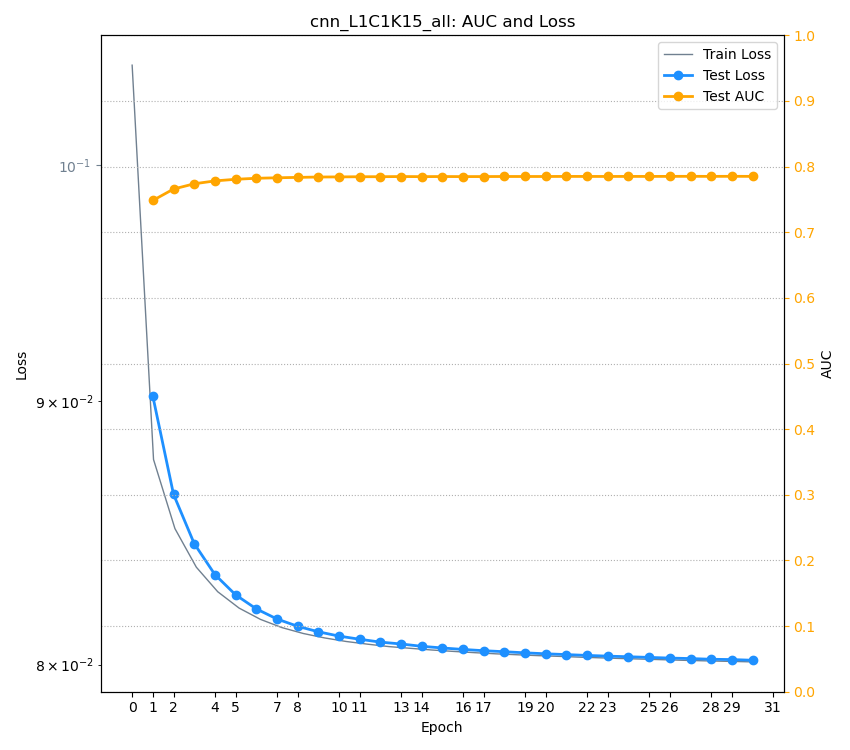 cnn_L1C1K15_all: AUC and Loss
Train Loss
Test Loss
Test AUC
10⁻¹
9 × 10⁻²
8 × 10⁻²
Loss
1.0
0.9
0.8
0.7
0.6
0.5
0.4
0.3
0.2
0.1
0.0
AUC
0 1 2 4 5 7 8 10 11 13 14 16 17 19 20 22 23 25 26 28 29 31
Epoch